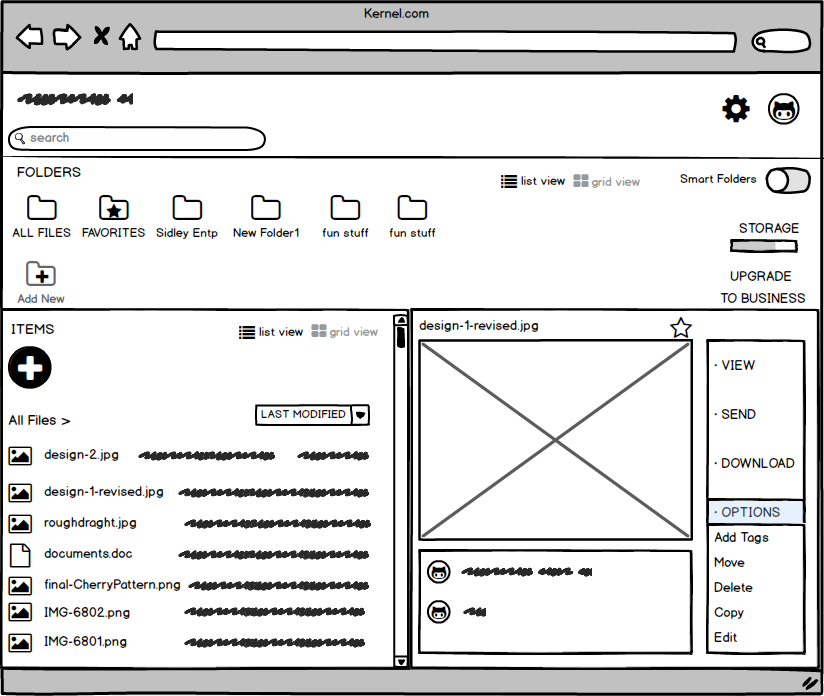 Kernel.com
search
FOLDERS
list view
grid view
Smart Folders
ALL FILES
FAVORITES
Sidley Entp
New Folder1
fun stuff
fun stuff
STORAGE
Add New
UPGRADE
TO BUSINESS
ITEMS
list view
grid view
All Files >
LAST MODIFIED
design-2.jpg
design-1-revised.jpg
roughdraght.jpg
documents.doc
final-CherryPattern.png
IMG-6802.png
IMG-6801.png
design-1-revised.jpg
· VIEW
· SEND
· DOWNLOAD
· OPTIONS
Add Tags
Move
Delete
Copy
Edit